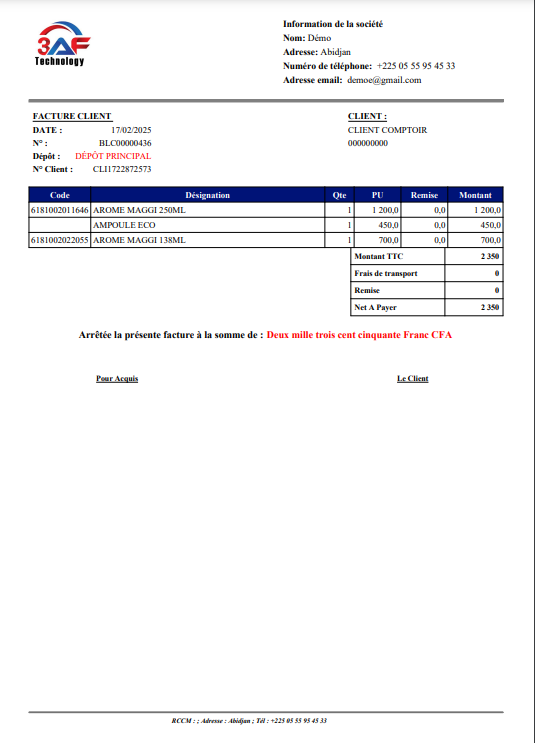 3AF
Technology
Information de la société
Nom: Démo
Adresse: Abidjan
Numéro de téléphone: +225 05 55 95 45 33
Adresse email: demoe@gmail.com
FACTURE CLIENT
DATE : 17/02/2025
N° : BLC00000436
Dépôt : DÉPÔT PRINCIPAL
N° Client : CLI1722872573
CLIENT :
CLIENT COMPTOIR
000000000
Code Désignation Qte PU Remise Montant
6181002011646 AROME MAGGI 250ML 1 1 200,0 0,0 1 200,0
AMPOULE ECO 1 450,0 0,0 450,0
6181002022055 AROME MAGGI 138ML 1 700,0 0,0 700,0
Montant TTC 2 350
Frais de transport 0
Remise 0
Net A Payer 2 350
Arrêtée la présente facture à la somme de : Deux mille trois cent cinquante Franc CFA
Pour Acquis Le Client
RCCM : ; Adresse : Abidjan ; Tél : +225 05 55 95 45 33